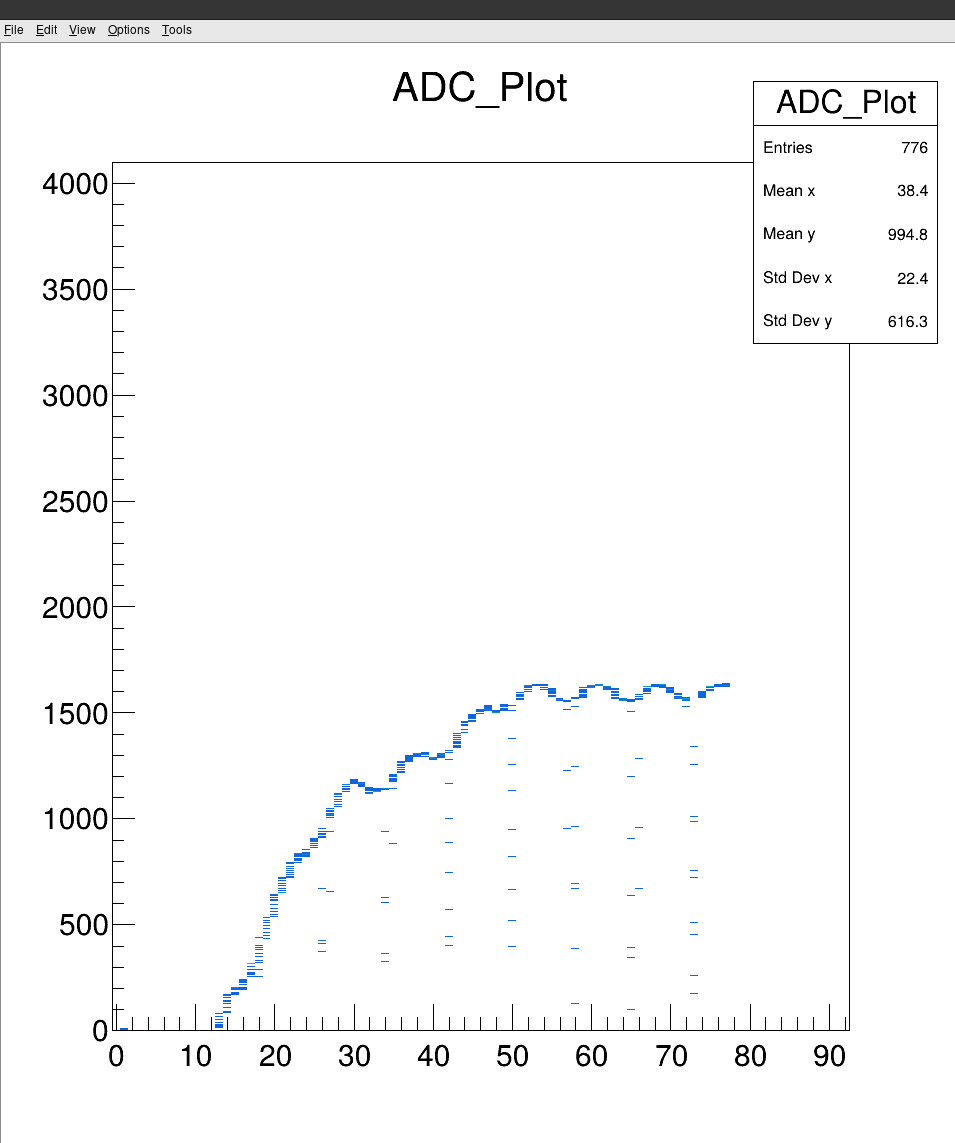 File Edit View Options Tools
ADC_Plot
ADC_Plot
Entries 776
Mean x 38.4
Mean y 994.8
Std Dev x 22.4
Std Dev y 616.3
4000
3500
3000
2500
2000
1500
1000
500
0
0 10 20 30 40 50 60 70 80 90